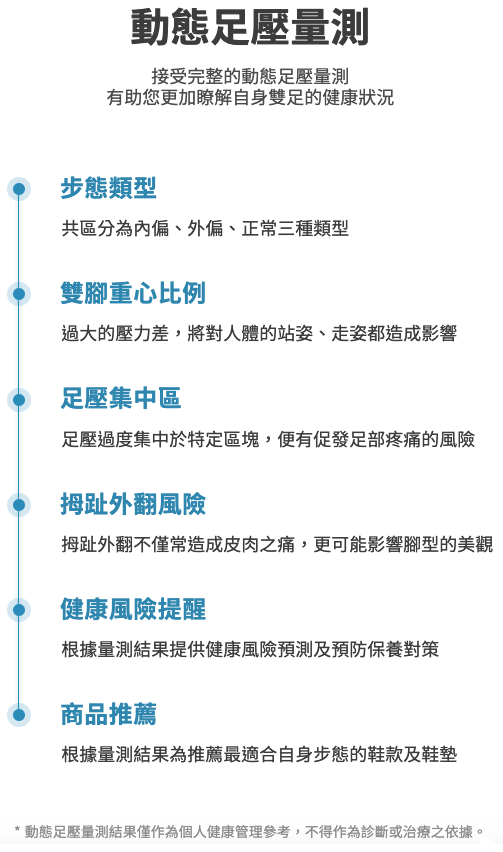 動態足壓量測
接受完整的動態足壓量測
有助您更加瞭解自身雙足的健康狀況
步態類型
共區分為內偏、外偏、正常三種類型
雙腳重心比例
過大的壓力差，將對人體的站姿、走姿都造成影響
足壓集中區
足壓過度集中於特定區塊，便有促發足部疼痛的風險
拇趾外翻風險
拇趾外翻不僅常造成皮肉之痛，更可能影響腳型的美觀
健康風險提醒
根據量測結果提供健康風險預測及預防保養對策
商品推薦
根據量測結果為推薦最適合自身步態的鞋款及鞋墊
* 動態足壓量測結果僅作為個人健康管理參考，不得作為診斷或治療之依據。